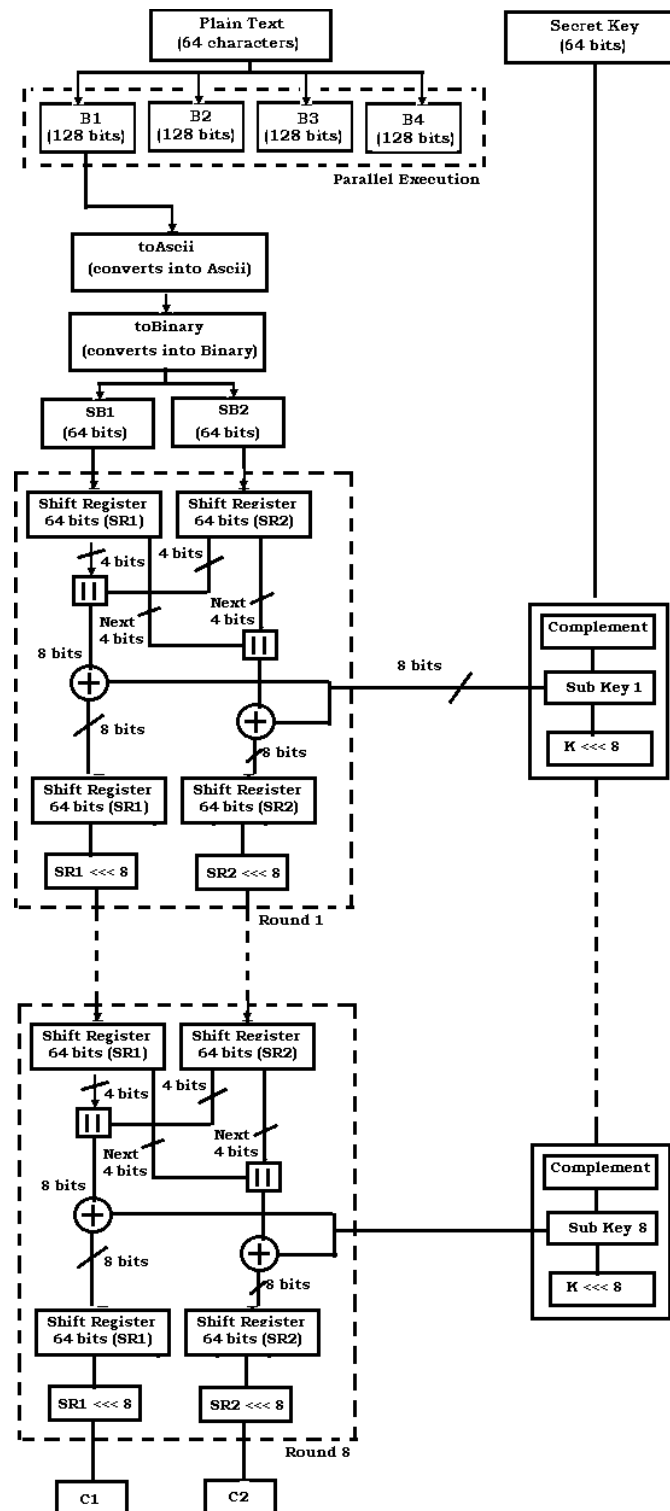 Plain Text
(64 characters)
Secret Key
(64 bits)
B1
(128 bits)
B2
(128 bits)
B3
(128 bits)
B4
(128 bits)
Parallel Execution
toAscii
(converts into Ascii)
toBinary
(converts into Binary)
SB1
(64 bits)
SB2
(64 bits)
Shift Register
64 bits (SR1)
Shift Register
64 bits (SR2)
4 bits
4 bits
||
Next
4 bits
Next
4 bits
||
8 bits
+
8 bits
+
8 bits
8 bits
Complement
Sub Key 1
K <<< 8
Shift Register
64 bits (SR1)
Shift Register
64 bits (SR2)
SR1 <<< 8
SR2 <<< 8
Round 1
Shift Register
64 bits (SR1)
Shift Register
64 bits (SR2)
4 bits
4 bits
||
Next
4 bits
Next
4 bits
||
8 bits
+
8 bits
+
8 bits
Complement
Sub Key 8
K <<< 8
Shift Register
64 bits (SR1)
Shift Register
64 bits (SR2)
SR1 <<< 8
SR2 <<< 8
Round 8
C1
C2